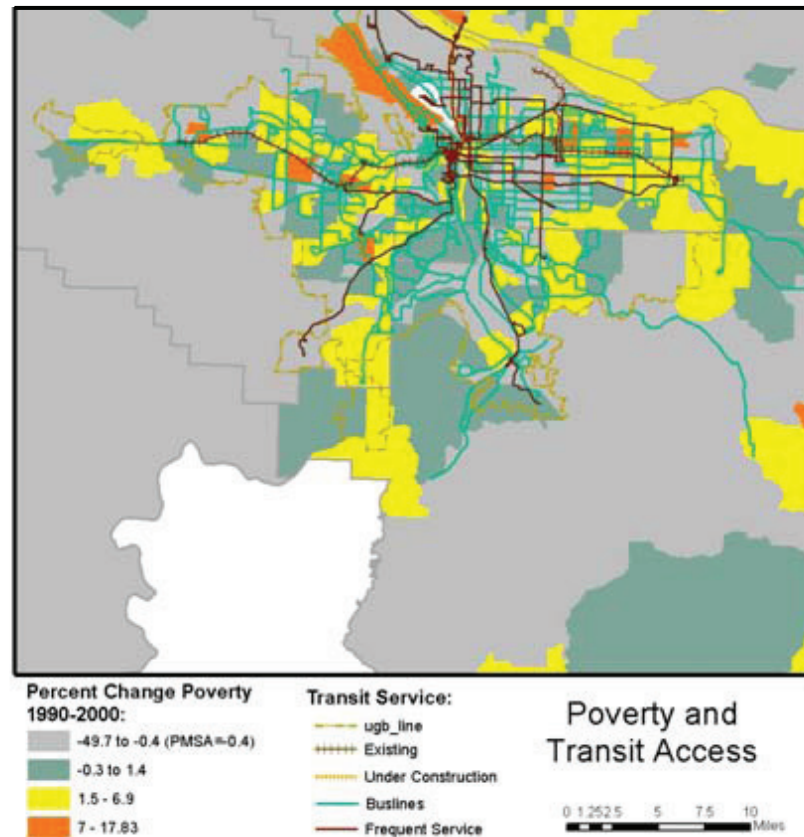 Percent Change Poverty
1990-2000:
-49.7 to -0.4 (PMSA=-0.4)
-0.3 to 1.4
1.5 - 6.9
7 - 17.83
Transit Service:
ugb_line
Existing
Under Construction
Buslines
Frequent Service
Poverty and
Transit Access
0 1.25 2.5 5 7.5 10
Miles